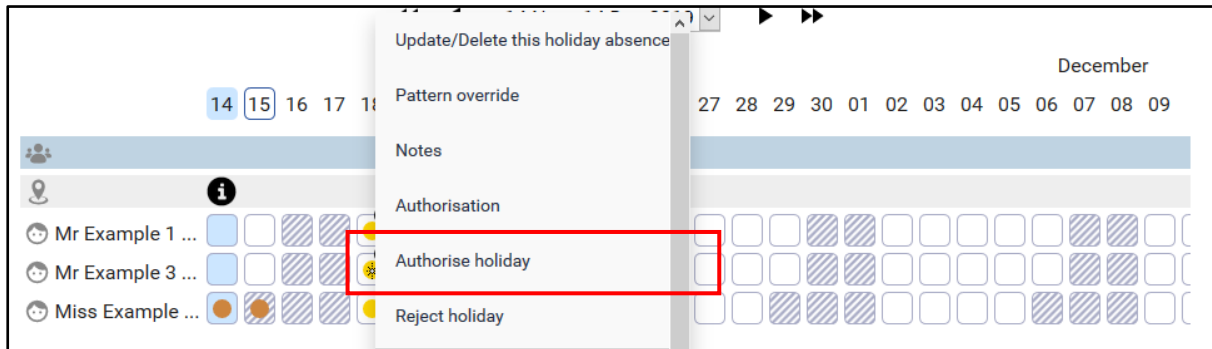 Update/Delete this holiday absence
December
14 15 16 17 27 28 29 30 01 02 03 04 05 06 07 08 09
Pattern override
Notes
Authorisation
Mr Example 1 ...
Mr Example 3 ...
Authorise holiday
Miss Example ...
Reject holiday